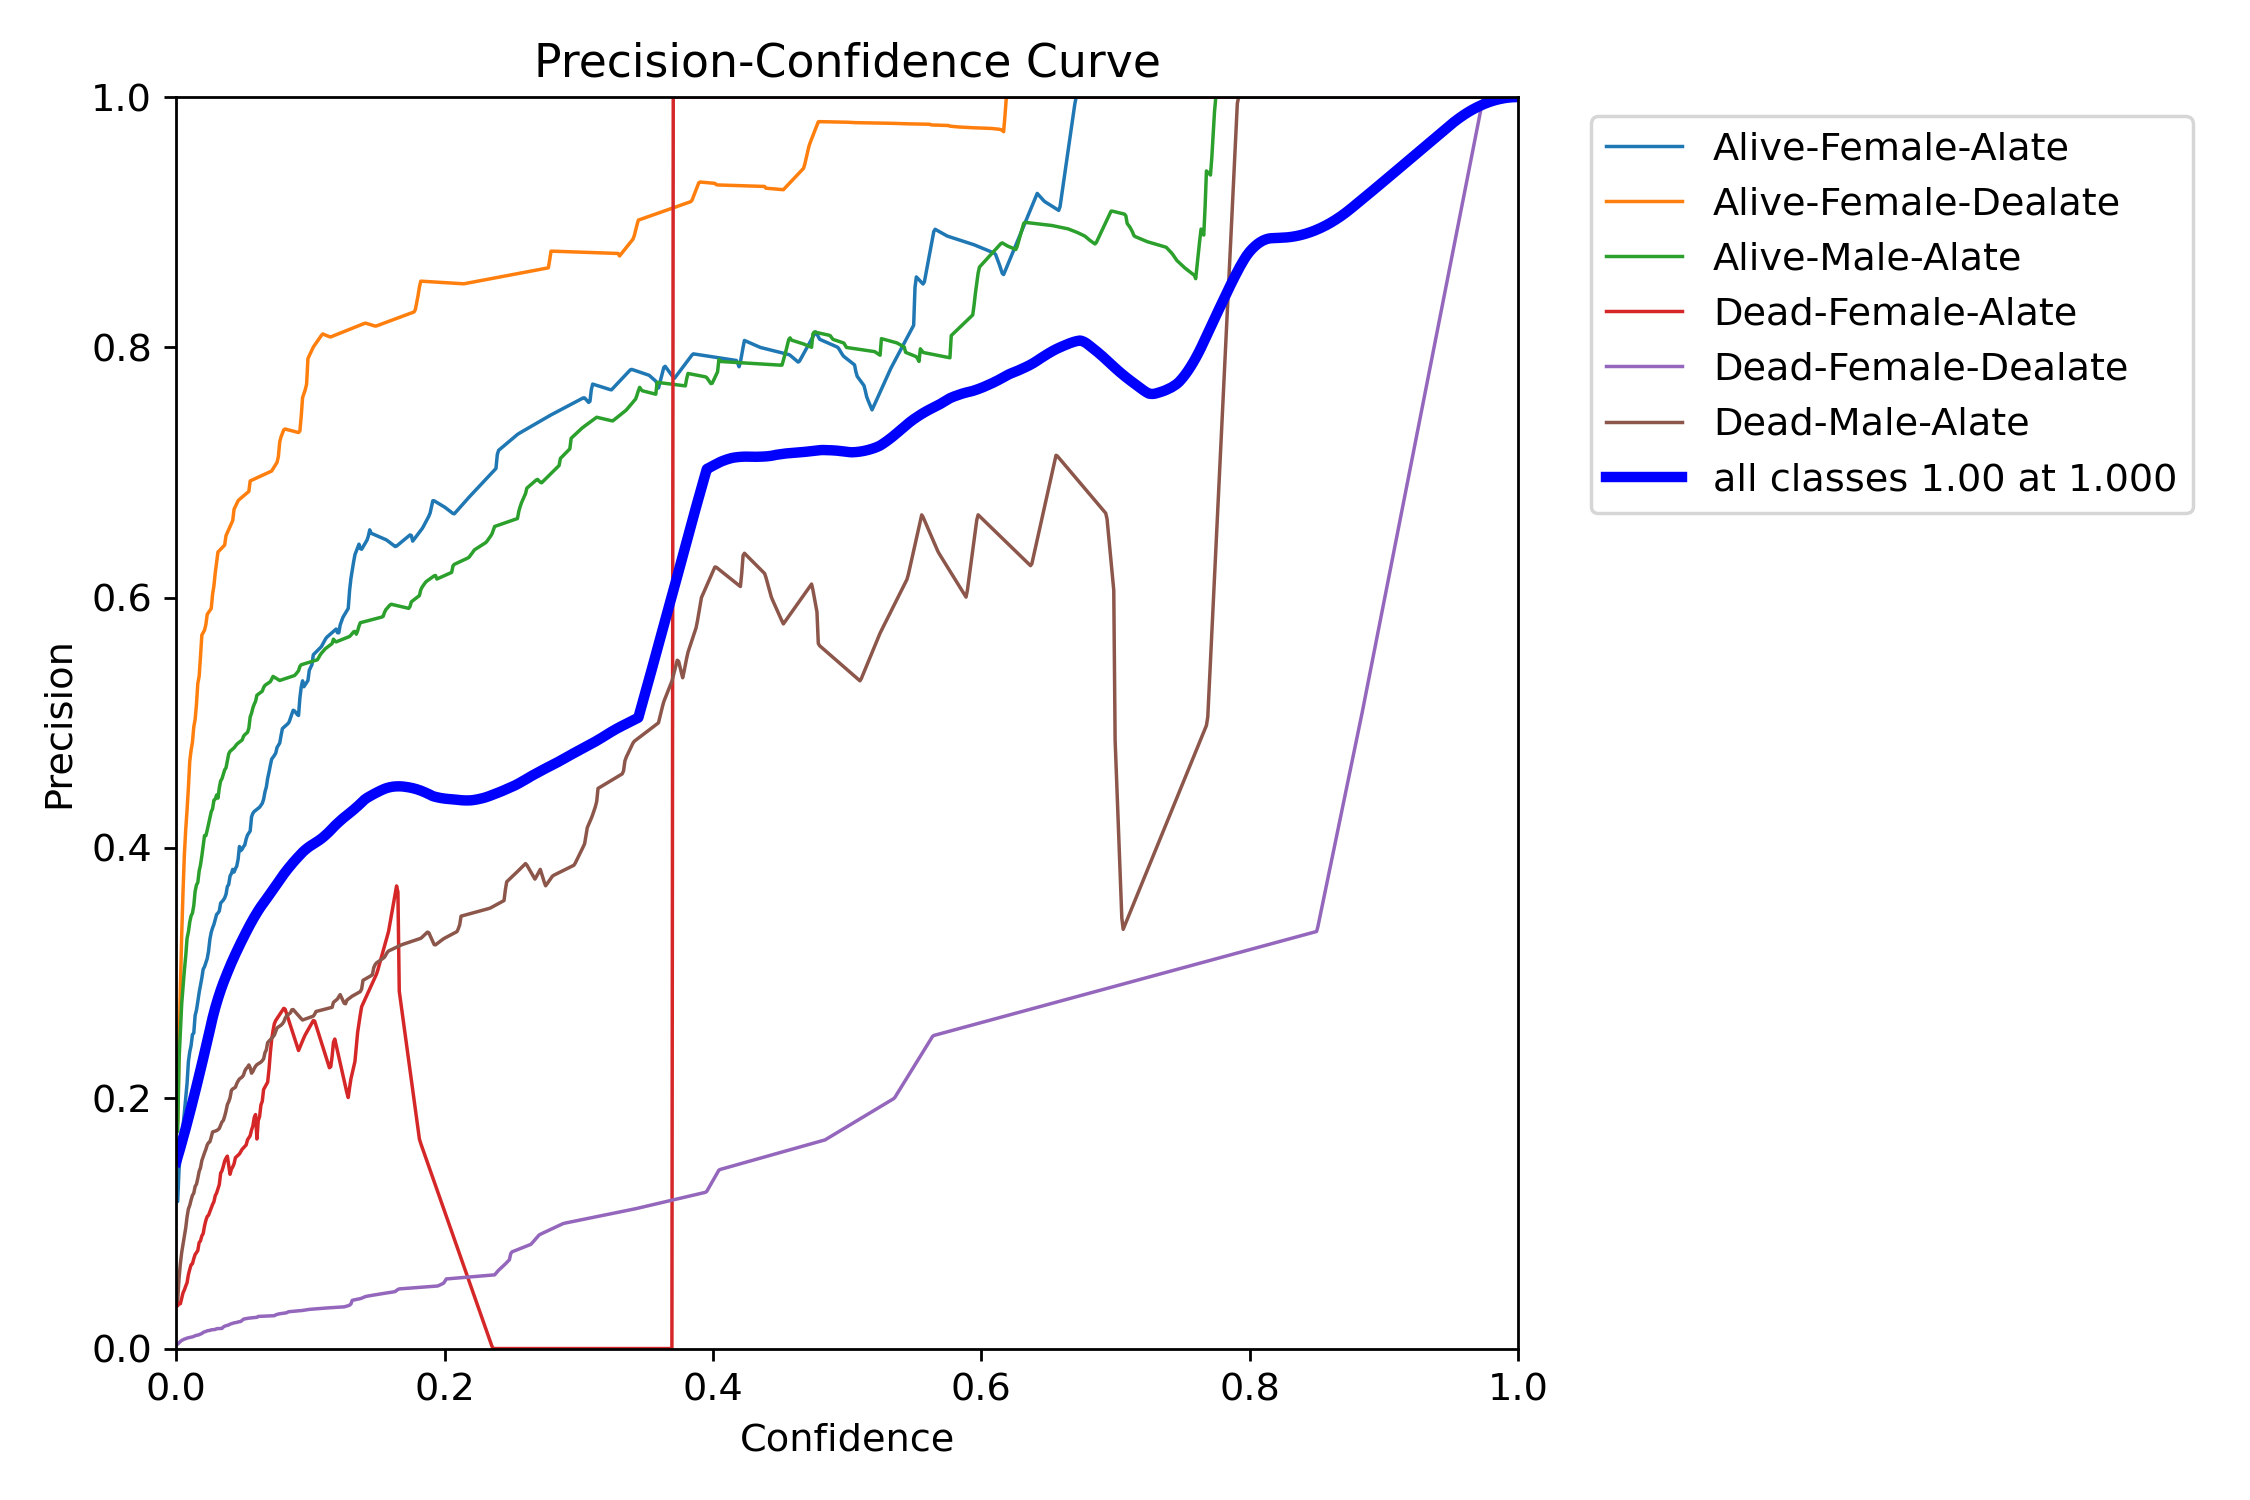 Precision-Confidence Curve
1.0
0.8
0.6
0.4
0.2
0.0
Precision
0.0 0.2 0.4 0.6 0.8 1.0
Confidence
Alive-Female-Alate
Alive-Female-Dealate
Alive-Male-Alate
Dead-Female-Alate
Dead-Female-Dealate
Dead-Male-Alate
all classes 1.00 at 1.000